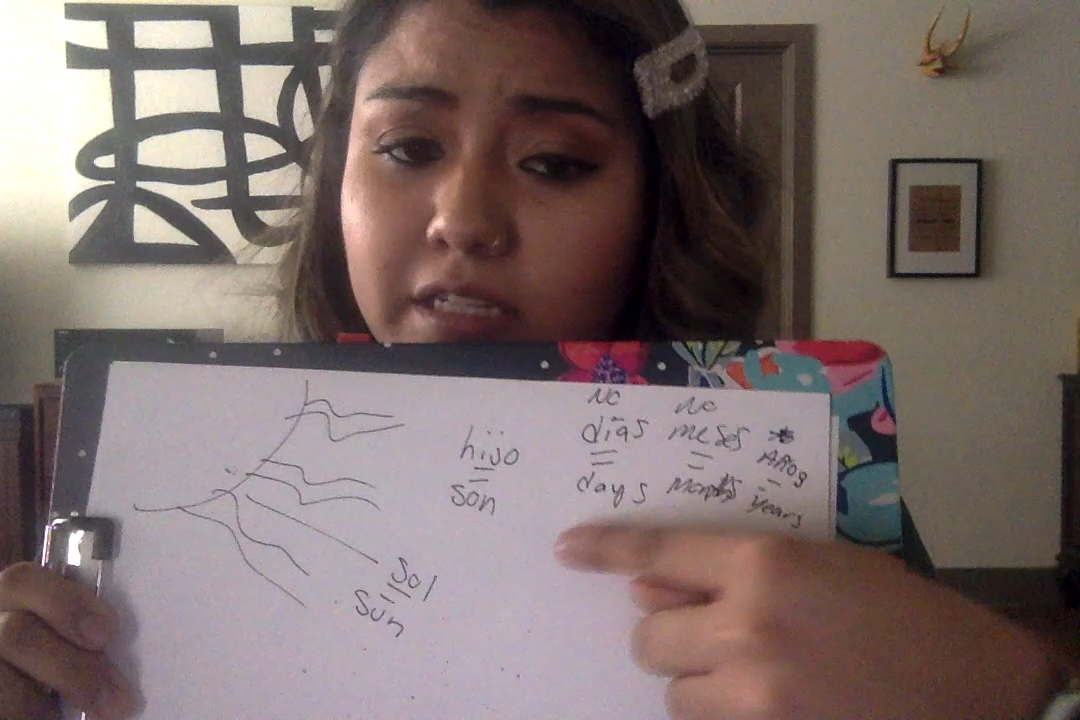 hijo
=
son
No
días
=
days
no
meses
=
months
*
Años
-
years
Sol
=
Sun